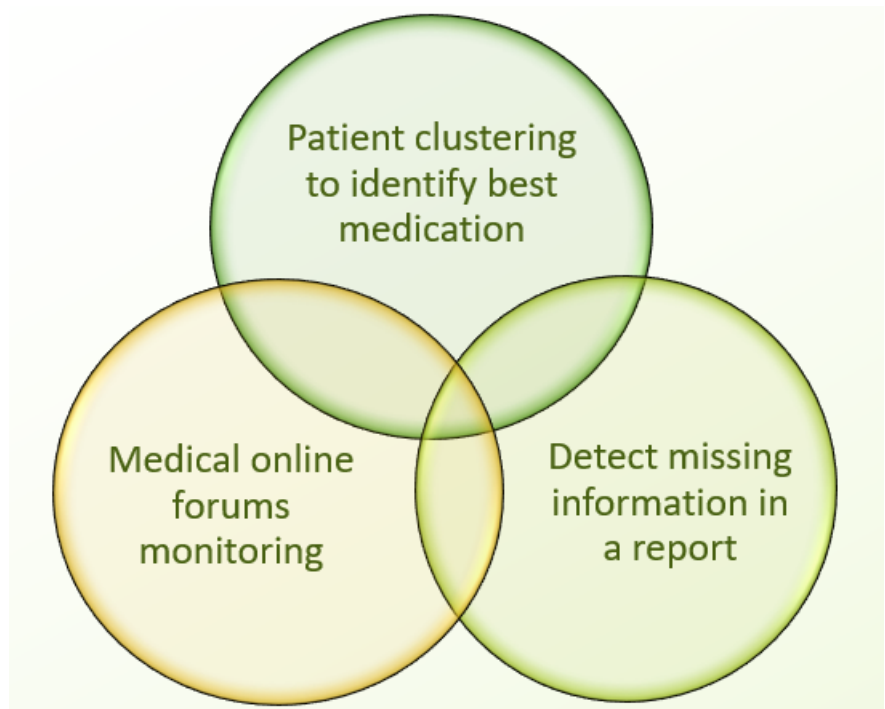 Patient clustering
to identify best
medication
Medical online
forums
monitoring
Detect missing
information in
a report